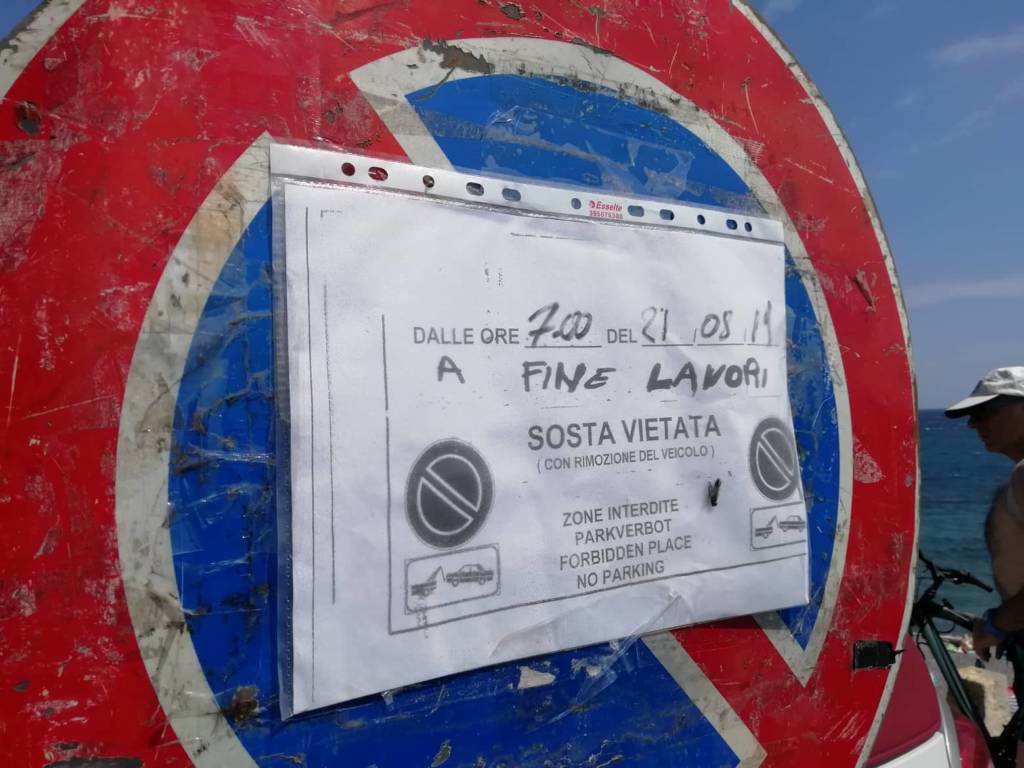 Esselte
395676300
DALLE ORE 7.00 DEL 21, 08, 19
A FINE LAVORI
SOSTA VIETATA
( CON RIMOZIONE DEL VEICOLO )
ZONE INTERDITE
PARKVERBOT
FORBIDDEN PLACE
NO PARKING